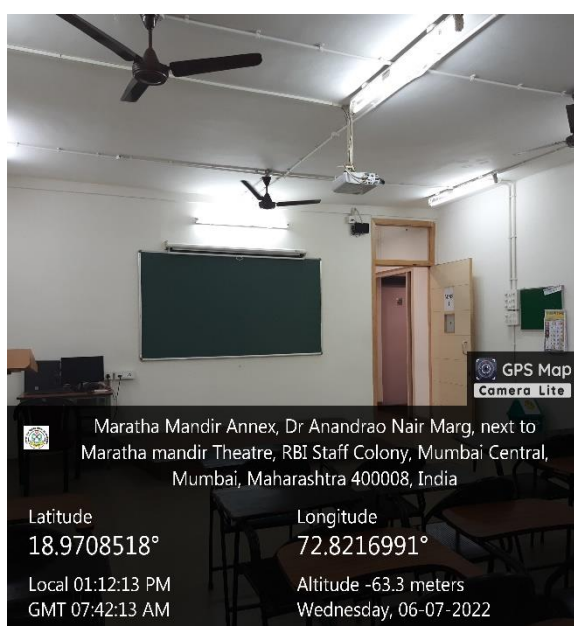 GPS Map
Camera Lite
Maratha Mandir Annex, Dr Anandrao Nair Marg, next to
Maratha mandir Theatre, RBI Staff Colony, Mumbai Central,
Mumbai, Maharashtra 400008, India
Latitude
18.9708518°
Longitude
72.8216991°
Local 01:12:13 PM
GMT 07:42:13 AM
Altitude -63.3 meters
Wednesday, 06-07-2022